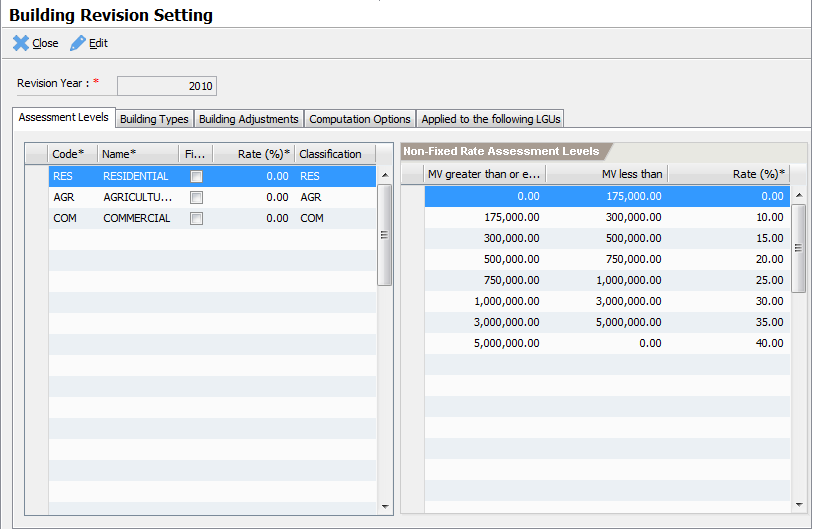 Building Revision Setting
Close Edit
Revision Year : * 2010
Assessment Levels Building Types Building Adjustments Computation Options Applied to the following LGUs
Code* Name* Fi... Rate (%)* Classification
RES RESIDENTIAL 0.00 RES
AGR AGRICULTU... 0.00 AGR
COM COMMERCIAL 0.00 COM
Non-Fixed Rate Assessment Levels
MV greater than or e... MV less than Rate (%)*
0.00 175,000.00 0.00
175,000.00 300,000.00 10.00
300,000.00 500,000.00 15.00
500,000.00 750,000.00 20.00
750,000.00 1,000,000.00 25.00
1,000,000.00 3,000,000.00 30.00
3,000,000.00 5,000,000.00 35.00
5,000,000.00 0.00 40.00